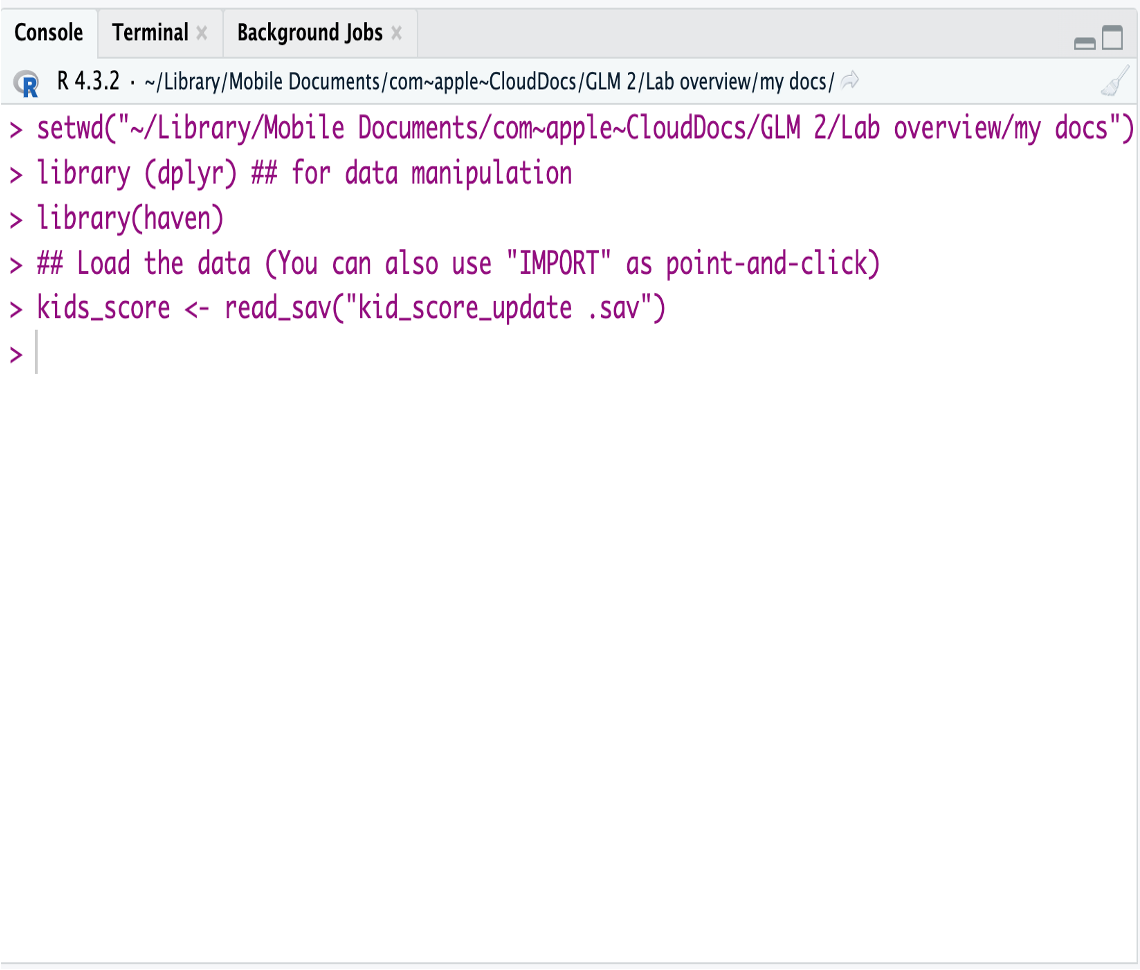 Console Terminal × Background Jobs ×
R R 4.3.2 · ~/Library/Mobile Documents/com~apple~CloudDocs/GLM 2/Lab overview/my docs/
> setwd("~/Library/Mobile Documents/com~apple~CloudDocs/GLM 2/Lab overview/my docs")
> library (dplyr) ## for data manipulation
> library(haven)
> ## Load the data (You can also use "IMPORT" as point-and-click)
> kids_score <- read_sav("kid_score_update .sav")
>